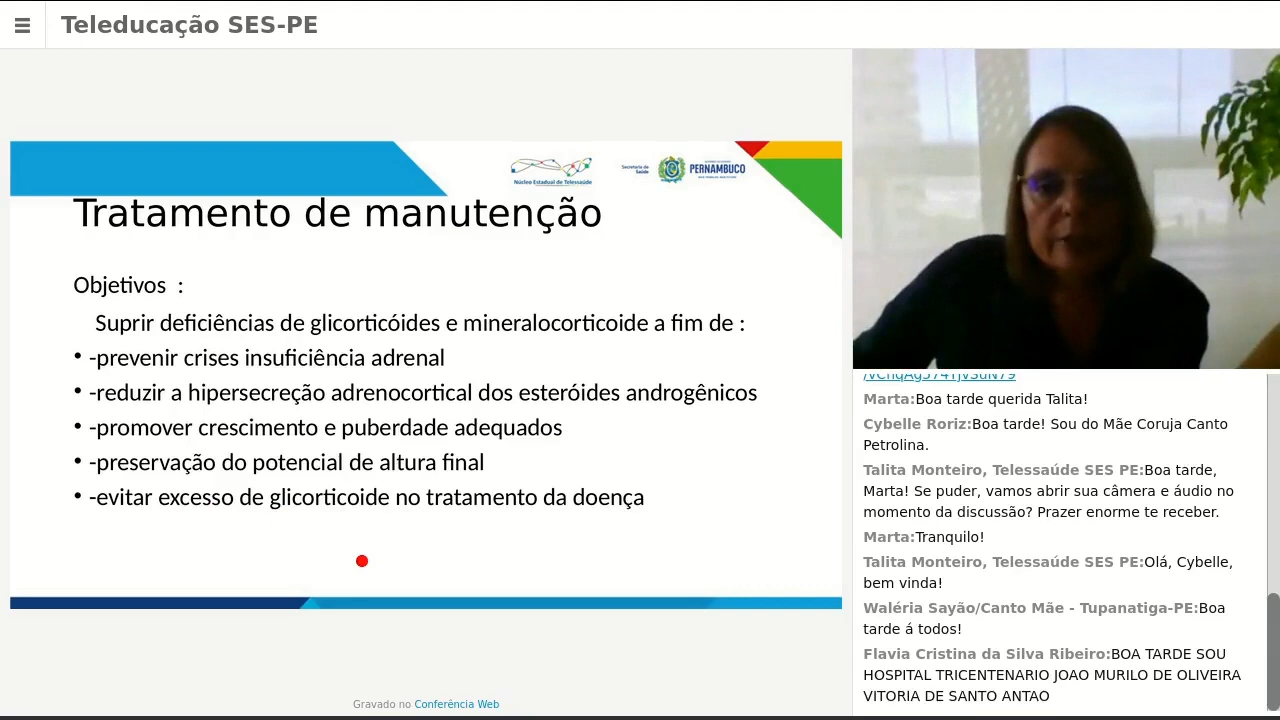 Teleducação SES-PE
Núcleo Estadual de Telessaúde
Secretaria de
Saúde
PERNAMBUCO
Tratamento de manutenção
Objetivos :
Suprir deficiências de glicorticóides e mineralocorticoide a fim de :
• -prevenir crises insuficiência adrenal
• -reduzir a hipersecreção adrenocortical dos esteróides androgênicos
• -promover crescimento e puberdade adequados
• -preservação do potencial de altura final
• -evitar excesso de glicorticoide no tratamento da doença
Gravado no Conferência Web
Marta:Boa tarde querida Talita!
Cybelle Roriz:Boa tarde! Sou do Mãe Coruja Canto
Petrolina.
Talita Monteiro, Telessaúde SES PE:Boa tarde,
Marta! Se puder, vamos abrir sua câmera e áudio no
momento da discussão? Prazer enorme te receber.
Marta:Tranquilo!
Talita Monteiro, Telessaúde SES PE:Olá, Cybelle,
bem vinda!
Waléria Sayão/Canto Mãe - Tupanatiga-PE:Boa
tarde á todos!
Flavia Cristina da Silva Ribeiro:BOA TARDE SOU
HOSPITAL TRICENTENARIO JOAO MURILO DE OLIVEIRA
VITORIA DE SANTO ANTAO